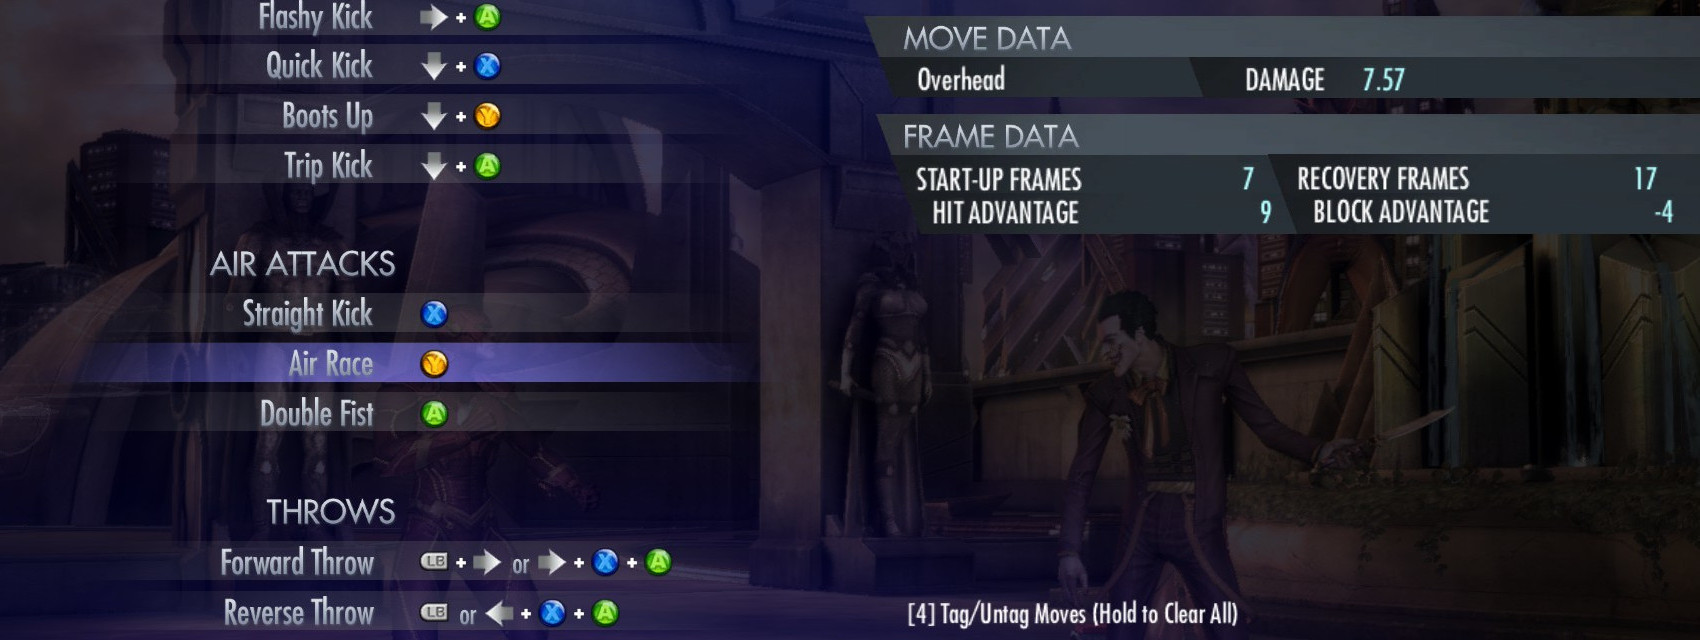 Flashy Kick + A
Quick Kick + X
Boots Up + Y
Trip Kick + A
AIR ATTACKS
Straight Kick X
Air Race Y
Double Fist A
THROWS
Forward Throw LB + or + X + A
Reverse Throw LB or + X + A
MOVE DATA
Overhead DAMAGE 7.57
FRAME DATA
START-UP FRAMES 7 RECOVERY FRAMES 17
HIT ADVANTAGE 9 BLOCK ADVANTAGE -4
[4] Tag/Untag Moves (Hold to Clear All)